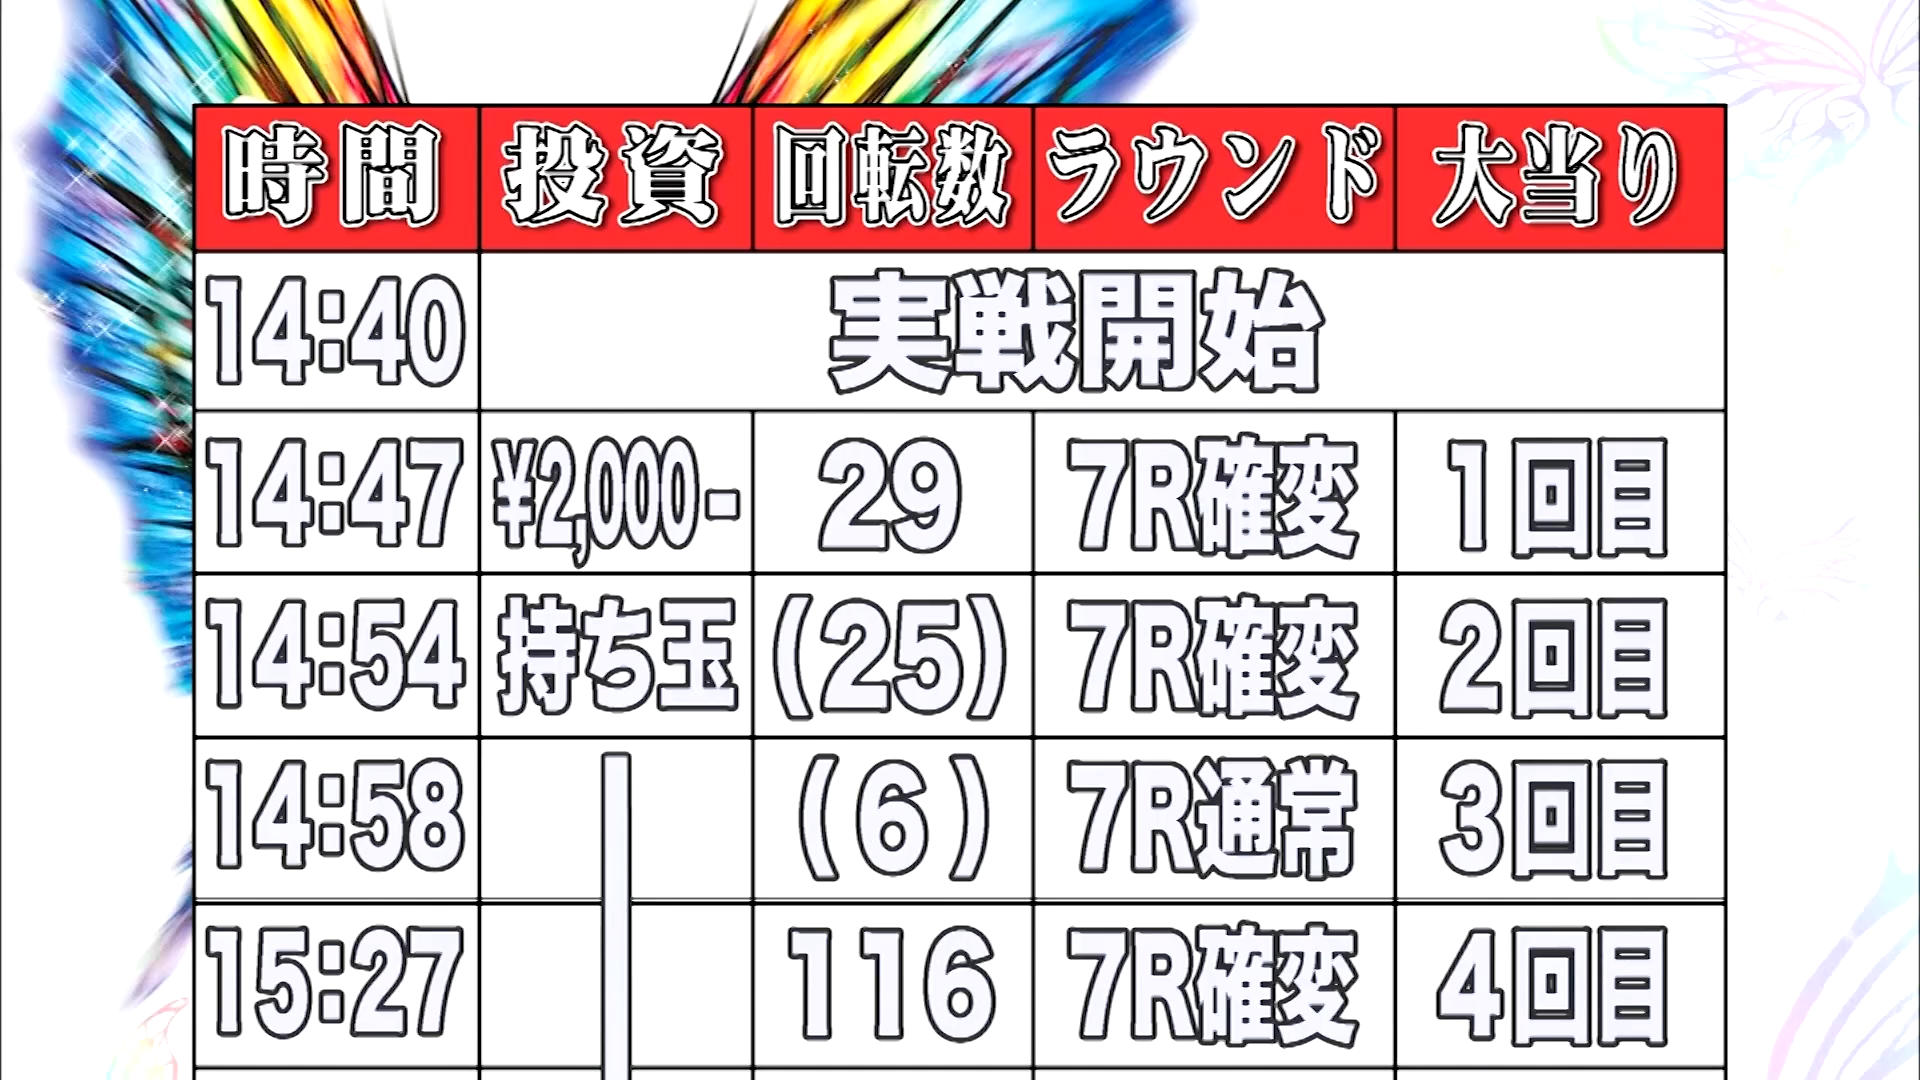 時間 投資 回転数 ラウンド 大当り
14:40 実戦開始
14:47 ¥2,000- 29 7R確変 1回目
14:54 持ち玉 (25) 7R確変 2回目
14:58 (6) 7R通常 3回目
15:27 116 7R確変 4回目